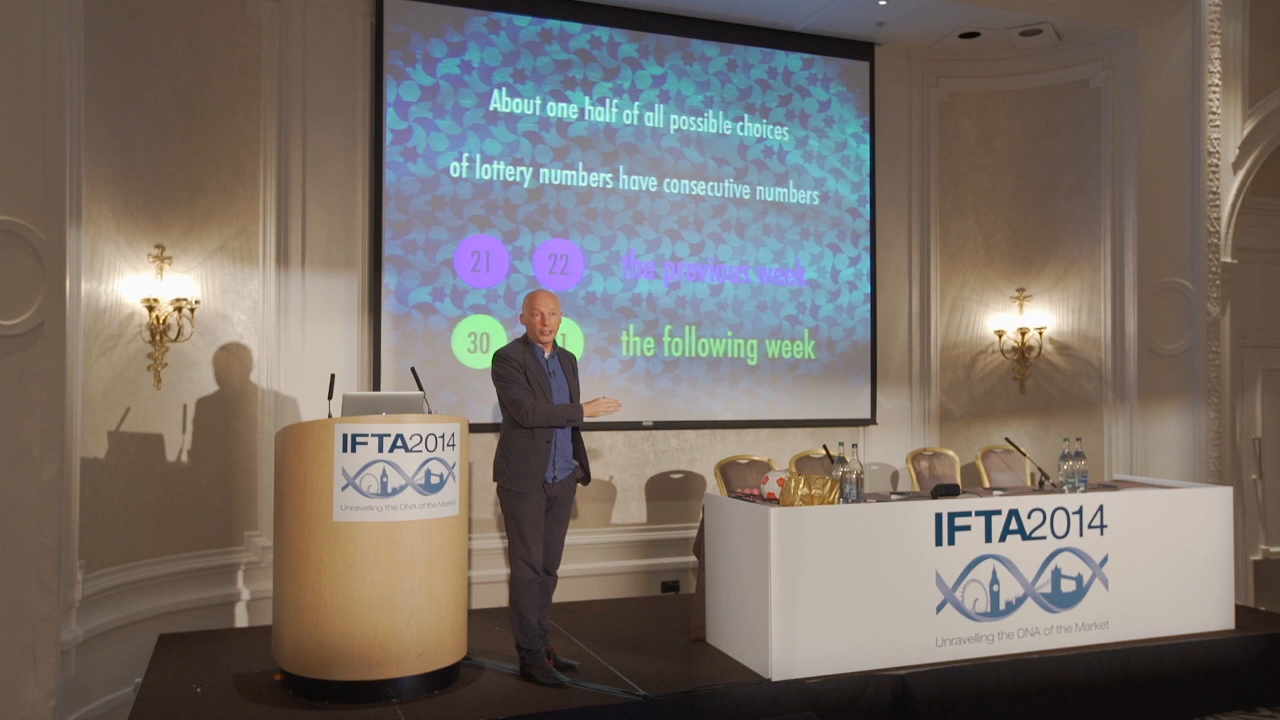 About one half of all possible choices
of lottery numbers have consecutive numbers
21 22 the previous week
30 1 the following week
IFTA2014
Unravelling the DNA of the Market
IFTA2014
Unravelling the DNA of the Market